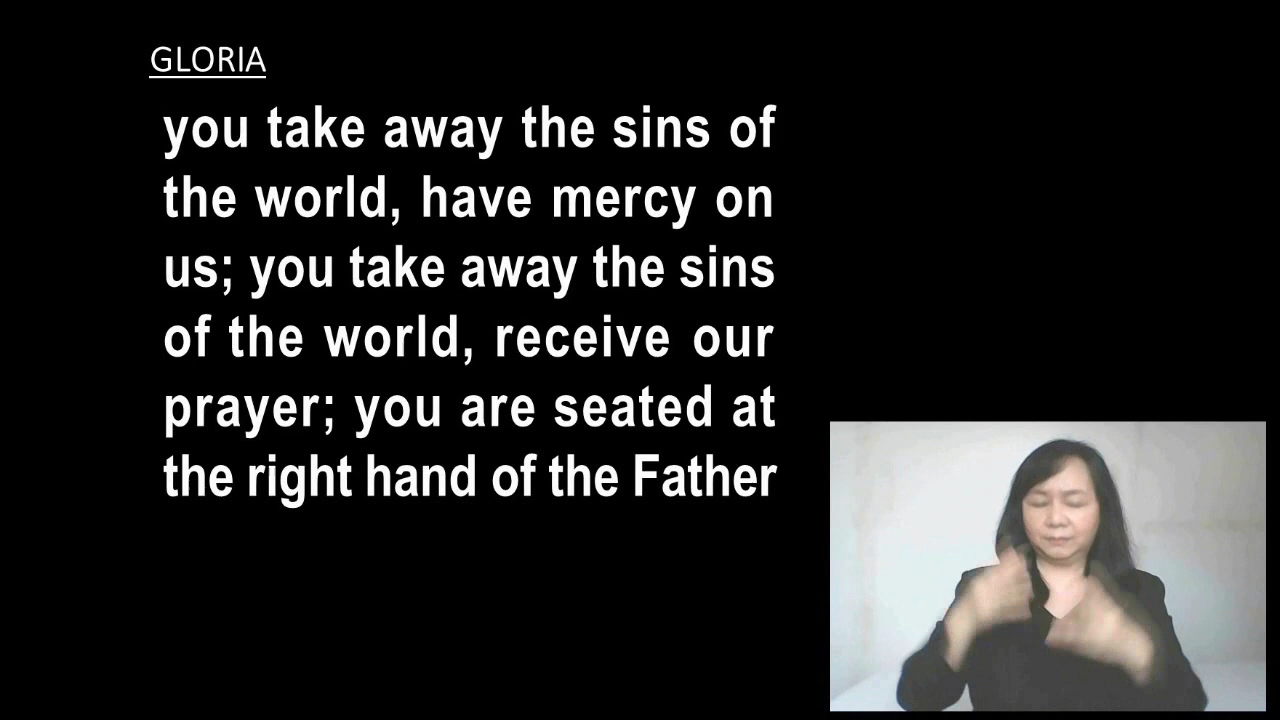 GLORIA
you take away the sins of
the world, have mercy on
us; you take away the sins
of the world, receive our
prayer; you are seated at
the right hand of the Father